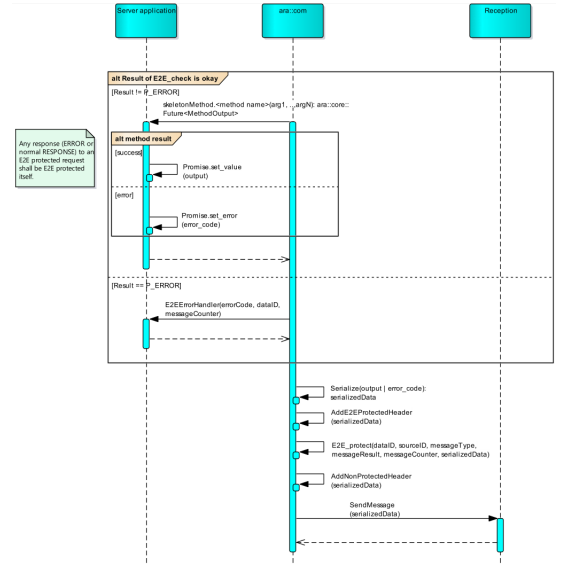 Server application
ara::com
Reception
alt Result of E2E_check is okay
[Result != P_ERROR]
skeletonMethod.<method name>(arg1, .., argN): ara::core::
Future<MethodOutput>
Any response (ERROR or
normal RESPONSE) to an
E2E protected request
shall be E2E protected
itself.
alt method result
[success]
Promise.set_value
(output)
[error]
Promise.set_error
(error_code)
[Result == P_ERROR]
E2EErrorHandler(errorCode, dataID,
messageCounter)
Serialize(output | error_code):
serializedData
AddE2EProtectedHeader
(serializedData)
E2E_protect(dataID, sourceID, messageType,
messageResult, messageCounter, serializedData)
AddNonProtectedHeader
(serializedData)
SendMessage
(serializedData)